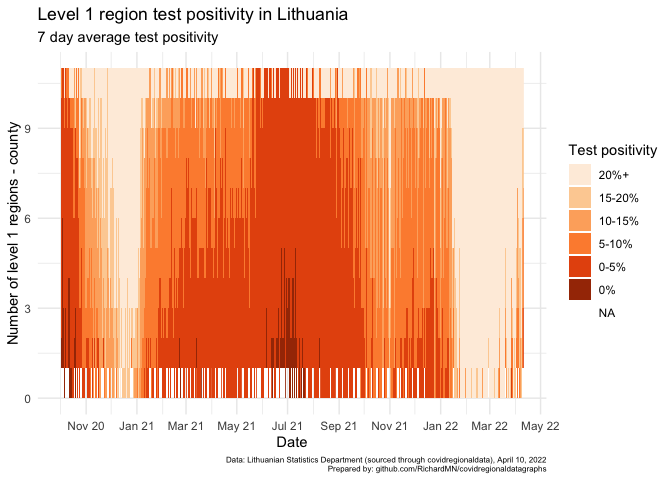 Level 1 region test positivity in Lithuania
7 day average test positivity
Number of level 1 regions - county
9
6
3
0
Nov 20 Jan 21 Mar 21 May 21 Jul 21 Sep 21 Nov 21 Jan 22 Mar 22 May 22
Date
Test positivity
20%+
15-20%
10-15%
5-10%
0-5%
0%
NA
Data: Lithuanian Statistics Department (sourced through covidregionaldata), April 10, 2022
Prepared by: github.com/RichardMN/covidregionaldatagraphs